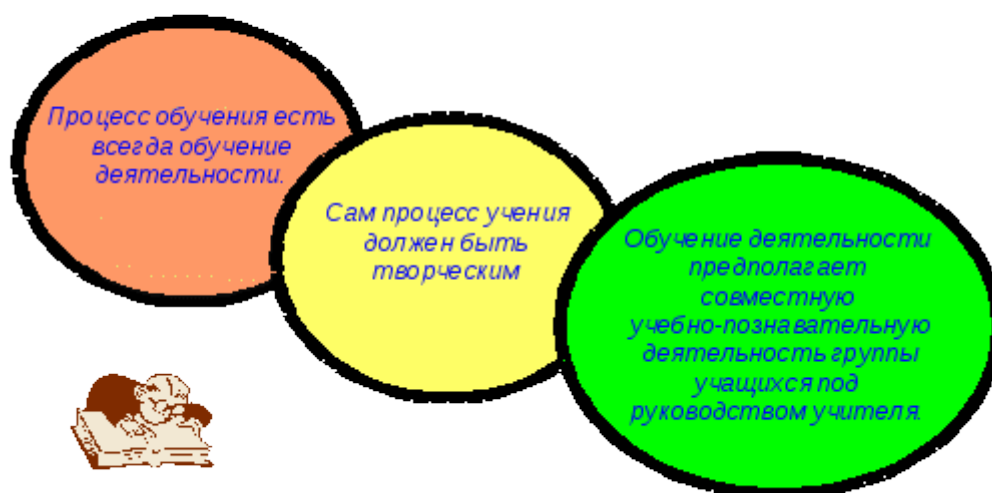 Процесс обучения есть
всегда обучение
деятельности.
Сам процесс учения
должен быть
творческим
Обучение деятельности
предполагает
совместную
учебно-познавательную
деятельность группы
учащихся под
руководством учителя.